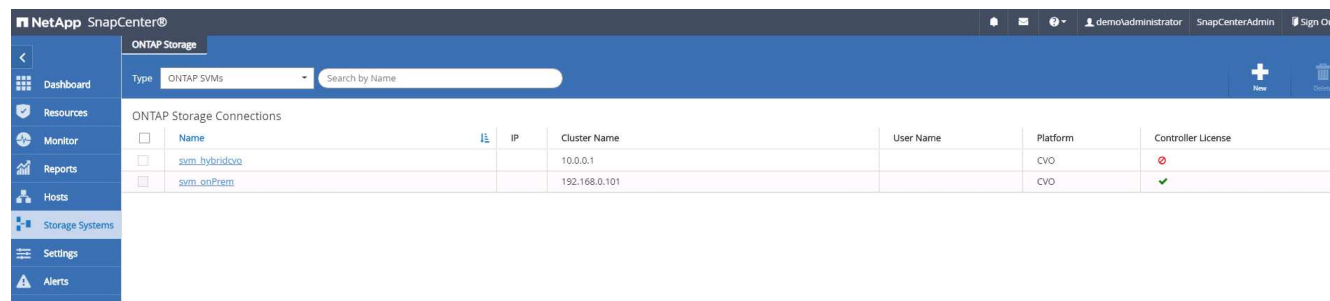 NetApp SnapCenter®
demo\administrator SnapCenterAdmin Sign Ou
ONTAP Storage
Type ONTAP SVMs Search by Name
New Delete
Dashboard
Resources
Monitor
Reports
Hosts
Storage Systems
Settings
Alerts
ONTAP Storage Connections
Name IP Cluster Name User Name Platform Controller License
svm_hybridcvo 10.0.0.1 CVO
svm_onPrem 192.168.0.101 CVO